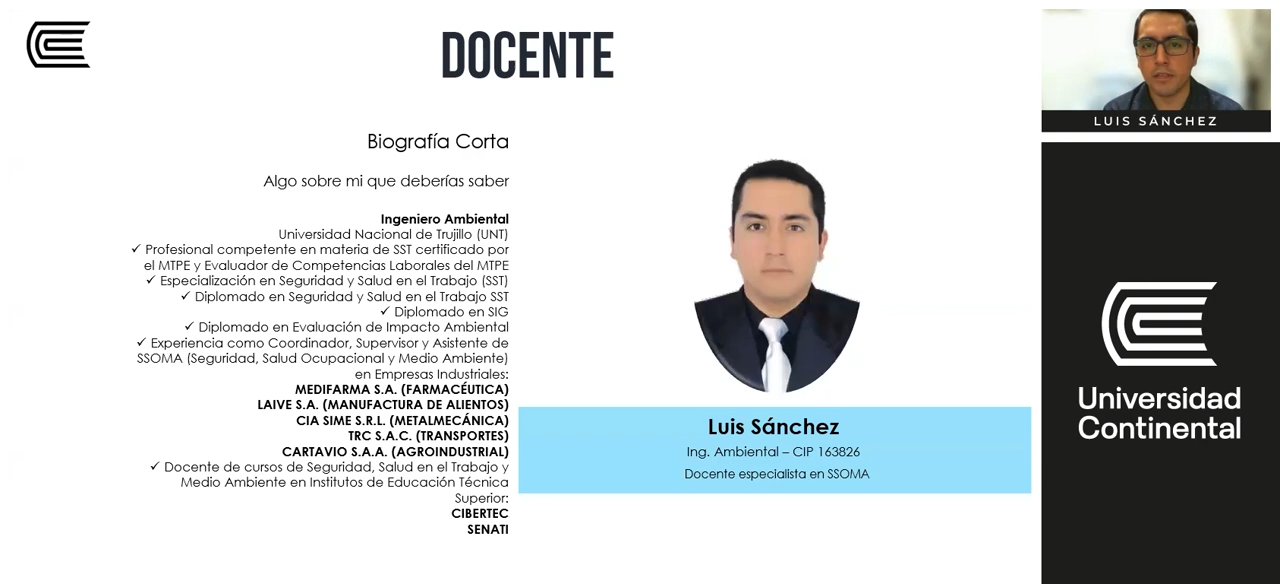 DOCENTE
Biografía Corta
Algo sobre mi que deberías saber
Ingeniero Ambiental
Universidad Nacional de Trujillo (UNT)
✓ Profesional competente en materia de SST certificado por
el MTPE y Evaluador de Competencias Laborales del MTPE
✓ Especialización en Seguridad y Salud en el Trabajo (SST)
✓ Diplomado en Seguridad y Salud en el Trabajo SST
✓ Diplomado en SIG
✓ Diplomado en Evaluación de Impacto Ambiental
✓ Experiencia como Coordinador, Supervisor y Asistente de
SSOMA (Seguridad, Salud Ocupacional y Medio Ambiente)
en Empresas Industriales:
MEDIFARMA S.A. (FARMACÉUTICA)
LAIVE S.A. (MANUFACTURA DE ALIENTOS)
CIA SIME S.R.L. (METALMECÁNICA)
TRC S.A.C. (TRANSPORTES)
CARTAVIO S.A.A. (AGROINDUSTRIAL)
✓ Docente de cursos de Seguridad, Salud en el Trabajo y
Medio Ambiente en Institutos de Educación Técnica
Superior:
CIBERTEC
SENATI
Luis Sánchez
Ing. Ambiental – CIP 163826
Docente especialista en SSOMA
LUIS SÁNCHEZ
Universidad
Continental